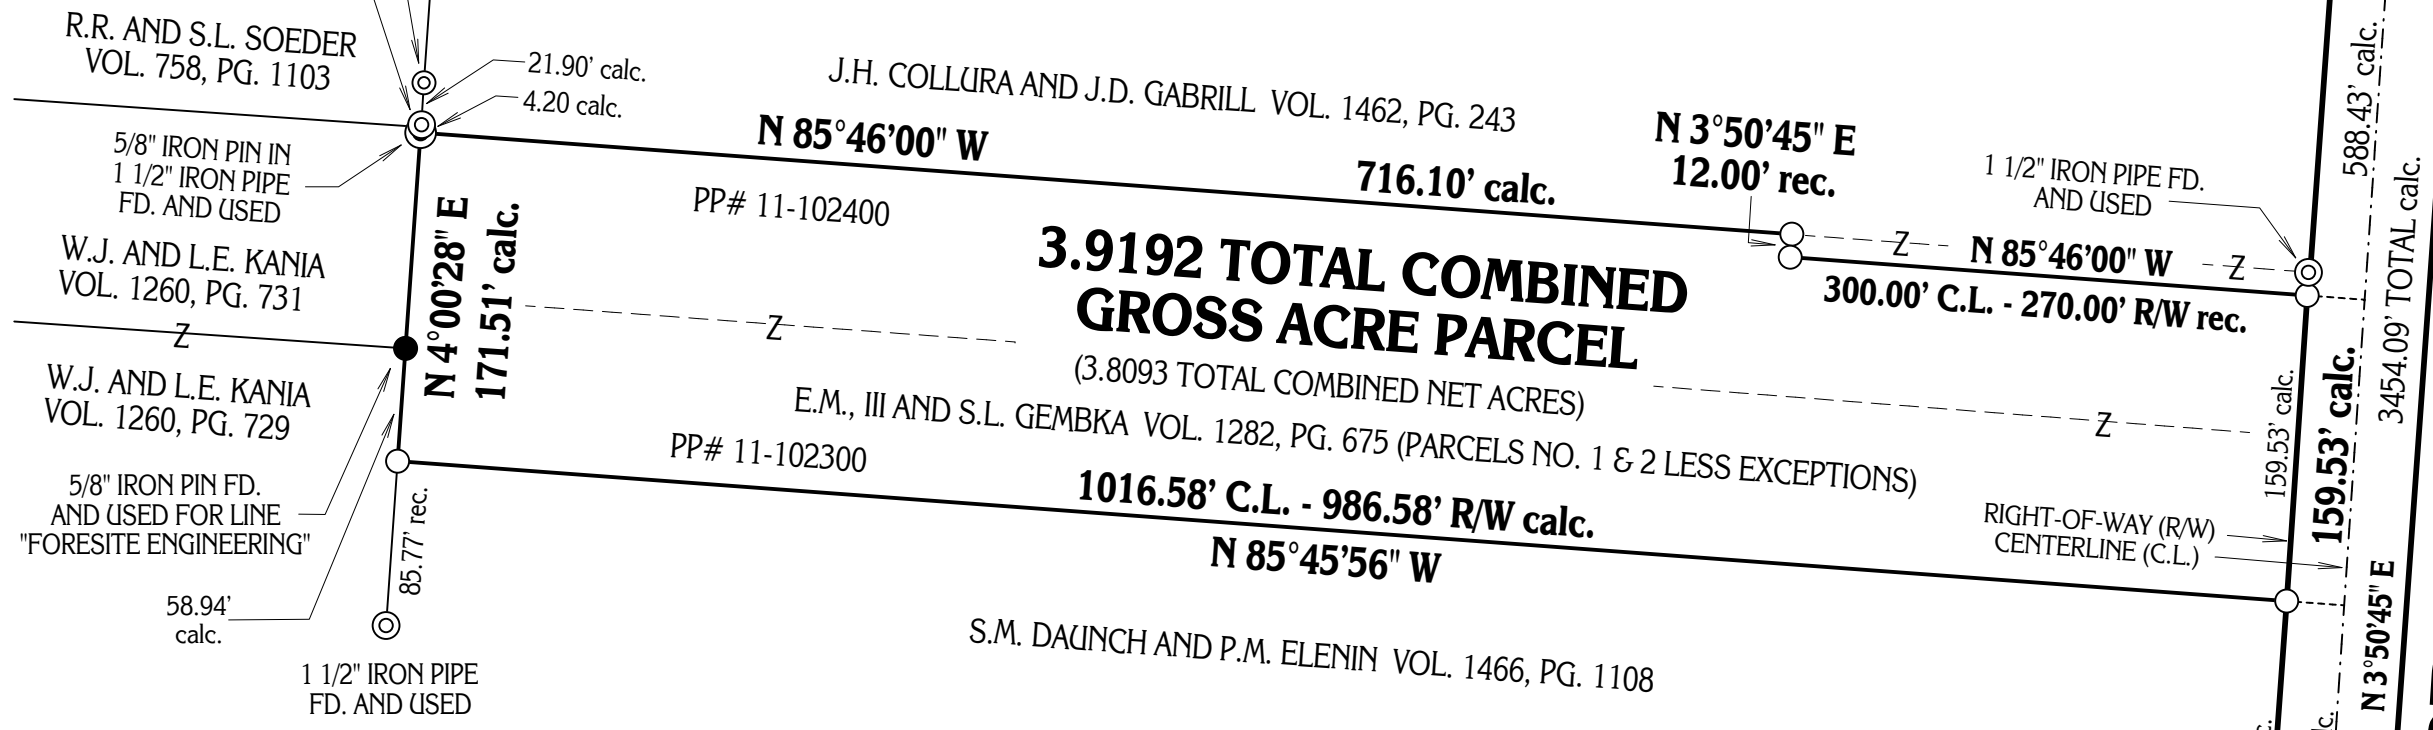 R.R. AND S.L. SOEDER
VOL. 758, PG. 1103
21.90' calc.
4.20 calc.
J.H. COLLURA AND J.D. GABRILL VOL. 1462, PG. 243
N 85°46'00" W
716.10' calc.
N 3°50'45" E
12.00' rec.
1 1/2" IRON PIPE FD.
AND USED
588.43' calc.
3454.09' TOTAL calc.
5/8" IRON PIN IN
1 1/2" IRON PIPE
FD. AND USED
PP# 11-102400
N 4°00'28" E
171.51' calc.
W.J. AND L.E. KANIA
VOL. 1260, PG. 731
Z
Z
3.9192 TOTAL COMBINED
GROSS ACRE PARCEL
(3.8093 TOTAL COMBINED NET ACRES)
E.M., III AND S.L. GEMBKA VOL. 1282, PG. 675 (PARCELS NO. 1 & 2 LESS EXCEPTIONS)
Z
N 85°46'00" W
Z
300.00' C.L. - 270.00' R/W rec.
Z
159.53' calc.
159.53' calc.
W.J. AND L.E. KANIA
VOL. 1260, PG. 729
PP# 11-102300
1016.58' C.L. - 986.58' R/W calc.
N 85°45'56" W
RIGHT-OF-WAY (R/W)
CENTERLINE (C.L.)
N 3°50'45" E
5/8" IRON PIN FD.
AND USED FOR LINE
"FORESITE ENGINEERING"
85.77' rec.
58.94'
calc.
1 1/2" IRON PIPE
FD. AND USED
S.M. DAUNCH AND P.M. ELENIN VOL. 1466, PG. 1108